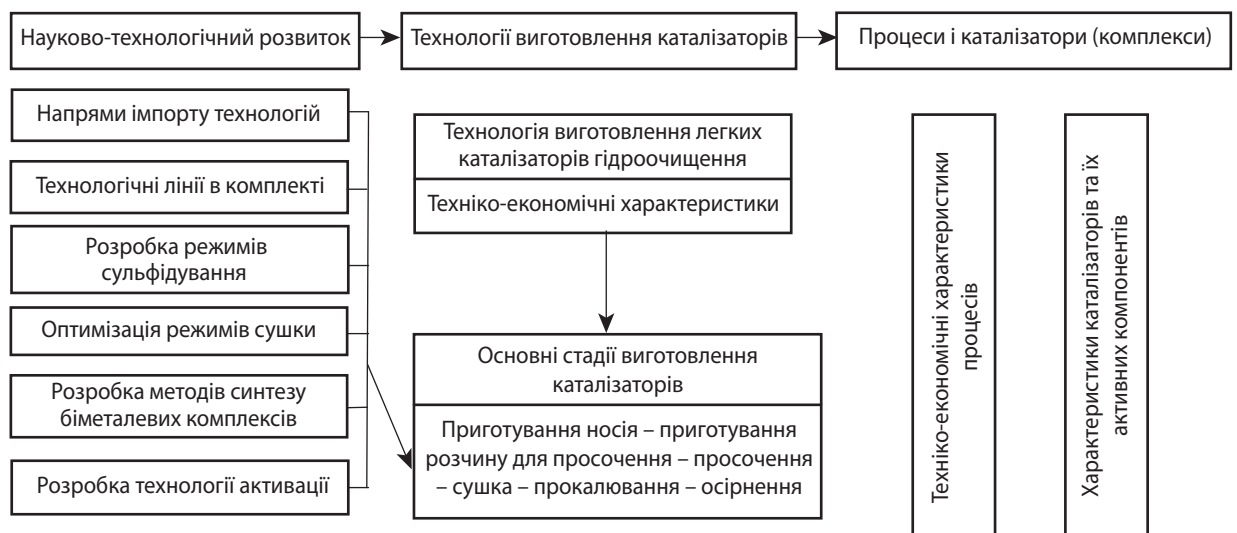 Науково-технологічний розвиток
Технології виготовлення каталізаторів
Процеси і каталізатори (комплекси)
Напрями імпорту технологій
Технологічні лінії в комплекті
Розробка режимів
сульфідування
Оптимізація режимів сушки
Розробка методів синтезу
біметалевих комплексів
Розробка технології активації
Технологія виготовлення легких
каталізаторів гідроочищення
Техніко-економічні характеристики
Основні стадії виготовлення
каталізаторів
Приготування носія – приготування
розчину для просочення – просочення
– сушка – прокалювання – осірнення
Техніко-економічні характеристики
процесів
Характеристики каталізаторів та їх
активних компонентів